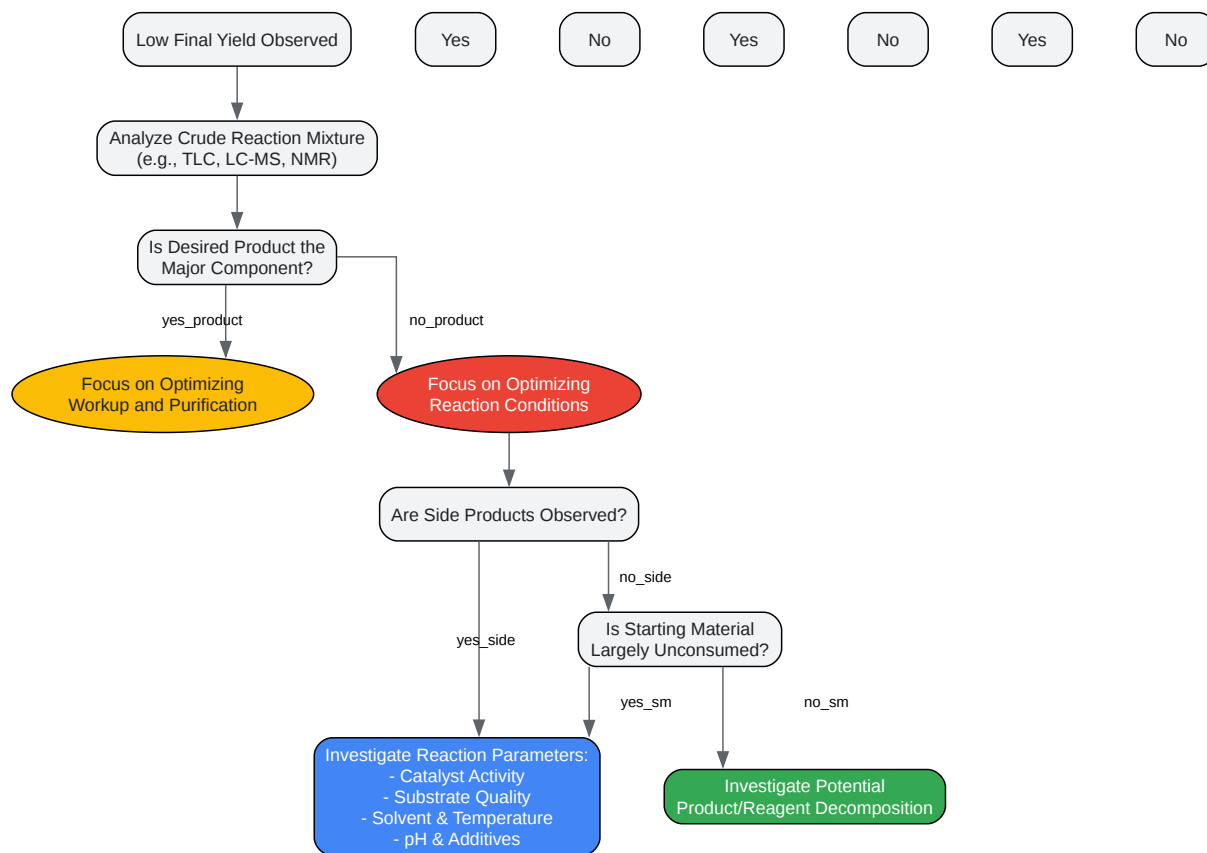 Low Final Yield Observed
Yes
No
Yes
No
Yes
No
Analyze Crude Reaction Mixture
(e.g., TLC, LC-MS, NMR)
Is Desired Product the
Major Component?
yes_product
no_product
Focus on Optimizing
Workup and Purification
Focus on Optimizing
Reaction Conditions
Are Side Products Observed?
no_side
yes_side
Is Starting Material
Largely Unconsumed?
yes_sm
no_sm
Investigate Reaction Parameters:
- Catalyst Activity
- Substrate Quality
- Solvent & Temperature
- pH & Additives
Investigate Potential
Product/Reagent Decomposition